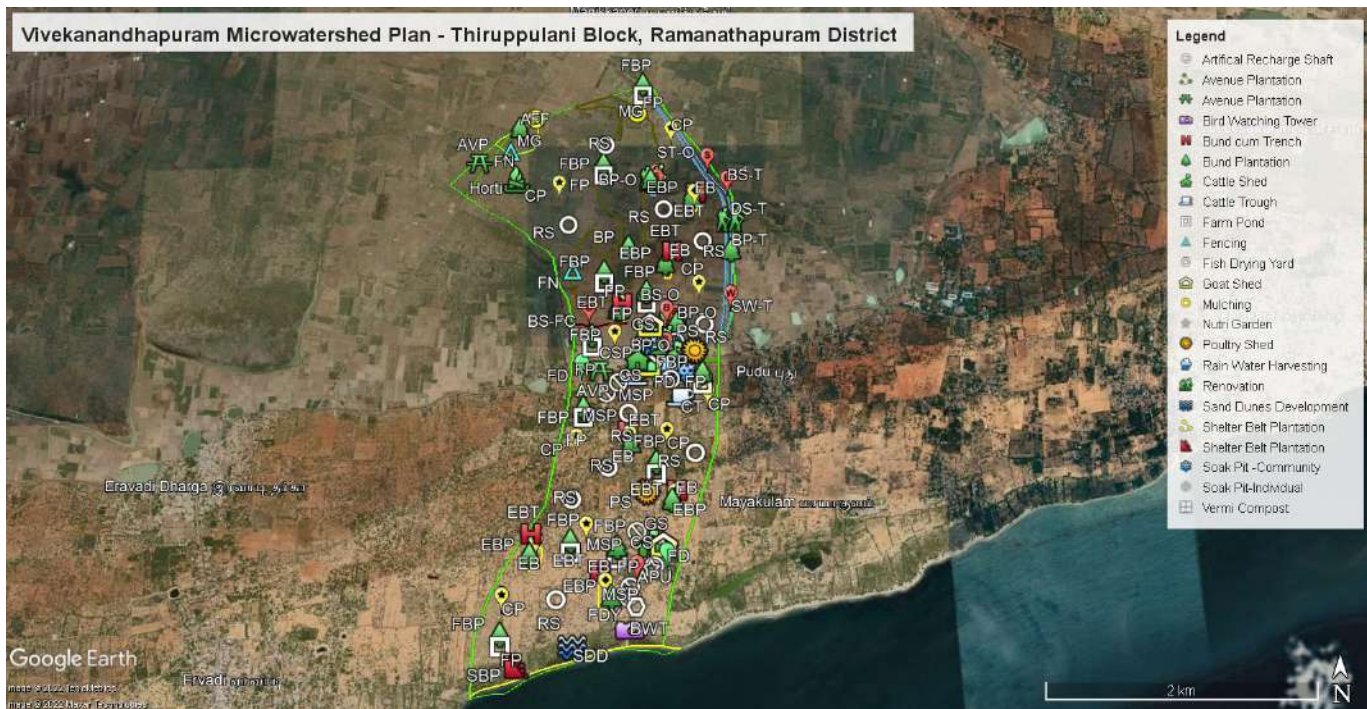 Vivekanandhapuram Microwatershed Plan - Thiruppulani Block, Ramanathapuram District
Legend
Artifical Recharge Shaft
Avenue Plantation
Avenue Plantation
Bird Watching Tower
Bund cum Trench
Bund Plantation
Cattle Shed
Cattle Trough
Farm Pond
Fencing
Fish Drying Yard
Goat Shed
Mulching
Nutri Garden
Poultry Shed
Rain Water Harvesting
Renovation
Sand Dunes Development
Shelter Belt Plantation
Shelter Belt Plantation
Soak Pit -Community
Soak Pit-Individual
Vermi Compost
FBP
FP
MG
CP
AFF
MG
AVP
FN
RS
ST-O
FBP
BS-T
Horti
CP
FP
BP-O
EBP
EB
EBT
DS-T
RS
RS
EBT
BP
EBP
EB
RS
BP-T
FBP
FBP
CP
FN
FP
BS-O
SW-T
EBT
BS-FC
FP
GS
BP-O
RS
RS
FBP
CSP
BP-O
FBP
FD
FP
GS
FD
FP
Pudu புது
AVP
MSP
CT
CP
FBP
MSP
EBT
FP
RS
FBP
CP
CP
EB
RS
RS
Eravadi Dharga
EBT
EB
RS
PS
EBP
Mayakulam
EBT
FBP
FBP
GS
EBP
MSP
CS
FD
EB
EBT
EBT
FP
APU
EBP
MSP
CP
FDY
FBP
RS
BWT
FP
SDD
SBP
Google Earth
Ervadi
2 km
N